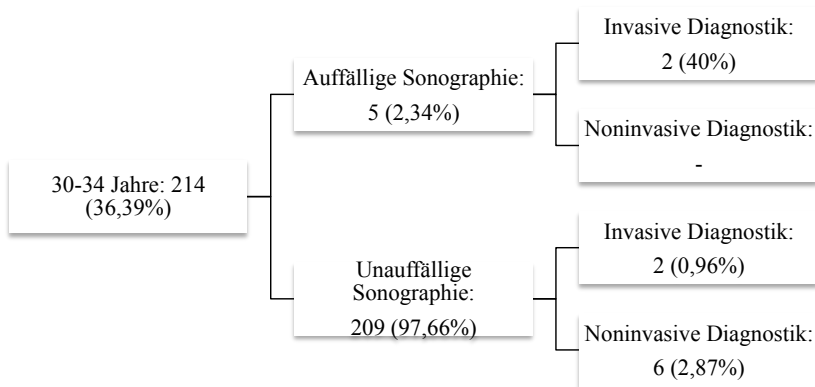 30-34 Jahre: 214
(36,39%)
Auffällige Sonographie:
5 (2,34%)
Invasive Diagnostik:
2 (40%)
Noninvasive Diagnostik:
-
Unauffällige
Sonographie:
209 (97,66%)
Invasive Diagnostik:
2 (0,96%)
Noninvasive Diagnostik:
6 (2,87%)